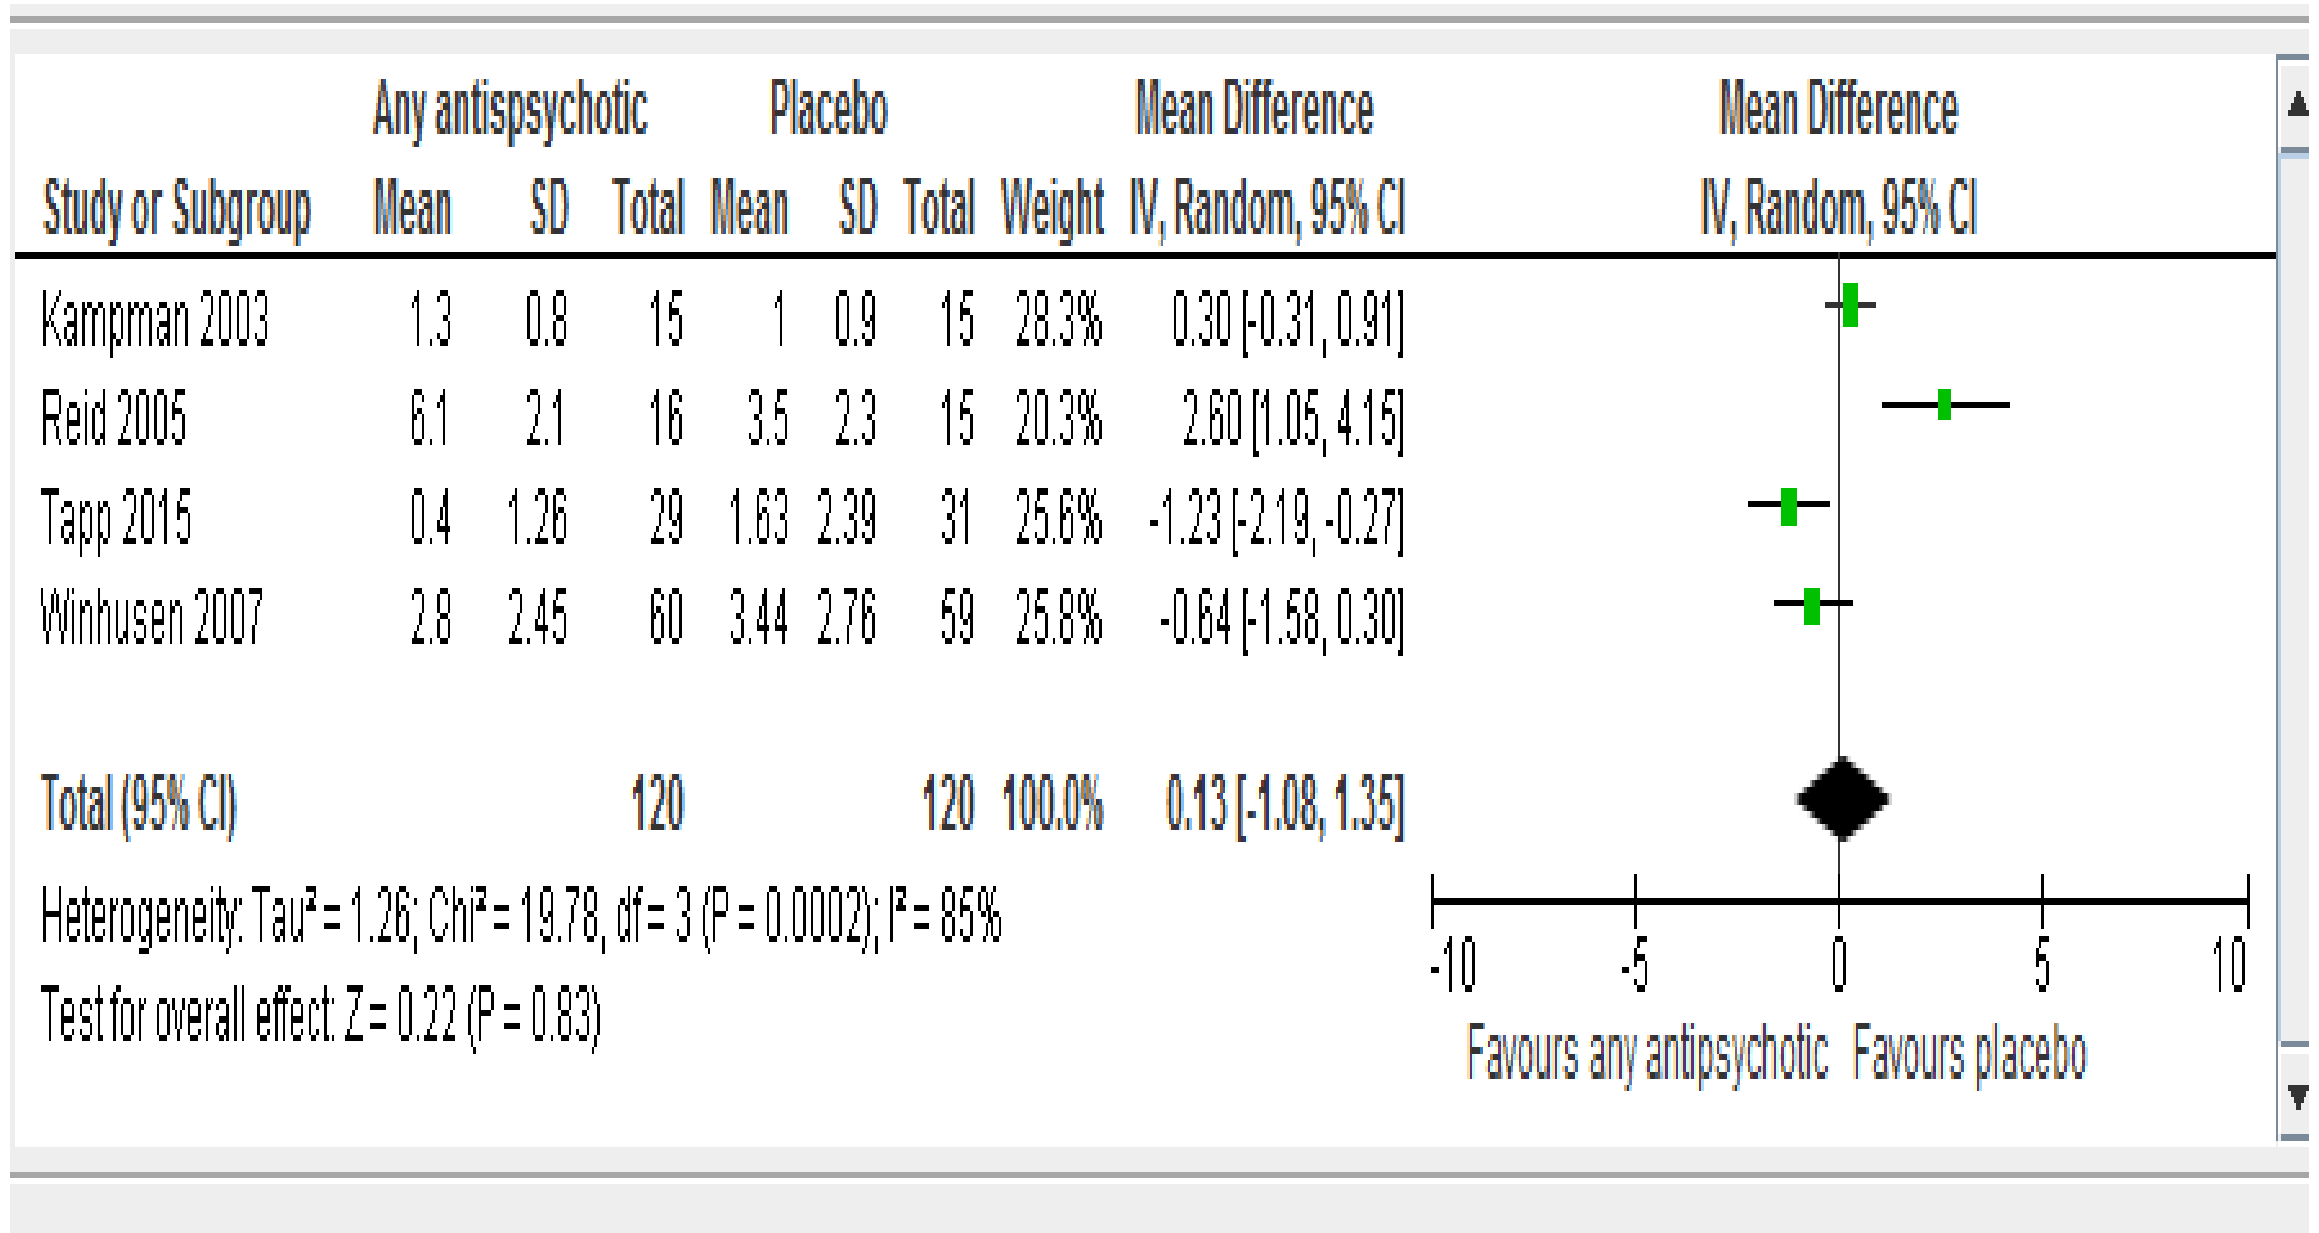 Any antispsychotic Placebo Mean Difference Mean Difference
Study or Subgroup Mean SD Total Mean SD Total Weight IV, Random, 95% CI IV, Random, 95% CI
Kampman 2003 1.3 0.8 15 1 0.9 15 28.3% 0.30 [-0.31, 0.91]
Reid 2005 6.1 2.1 16 3.5 2.3 15 20.3% 2.60 [1.05, 4.15]
Tapp 2015 0.4 1.26 29 1.63 2.39 31 25.6% -1.23 [-2.19, -0.27]
Winhusen 2007 2.8 2.45 60 3.44 2.76 59 25.8% -0.64 [-1.58, 0.30]
Total (95% CI) 120 120 100.0% 0.13 [-1.08, 1.35]
Heterogeneity: Tau² = 1.26; Chi² = 19.78, df = 3 (P = 0.0002); I² = 85%
Test for overall effect: Z = 0.22 (P = 0.83)
-10 -5 0 5 10
Favours any antipsychotic Favours placebo